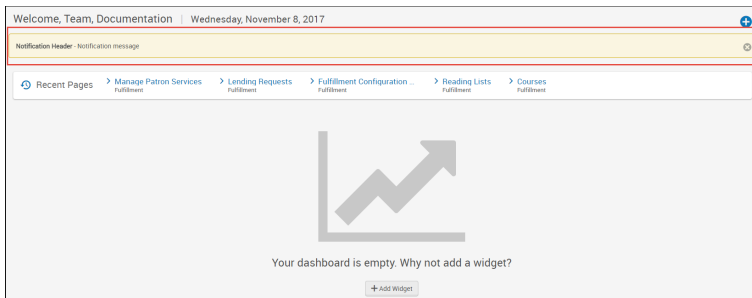 Welcome, Team, Documentation | Wednesday, November 8, 2017
Notification Header - Notification message
Recent Pages
Manage Patron Services
Fulfillment
Lending Requests
Fulfillment
Fulfillment Configuration ...
Fulfillment
Reading Lists
Fulfillment
Courses
Fulfillment
Your dashboard is empty. Why not add a widget?
+ Add Widget